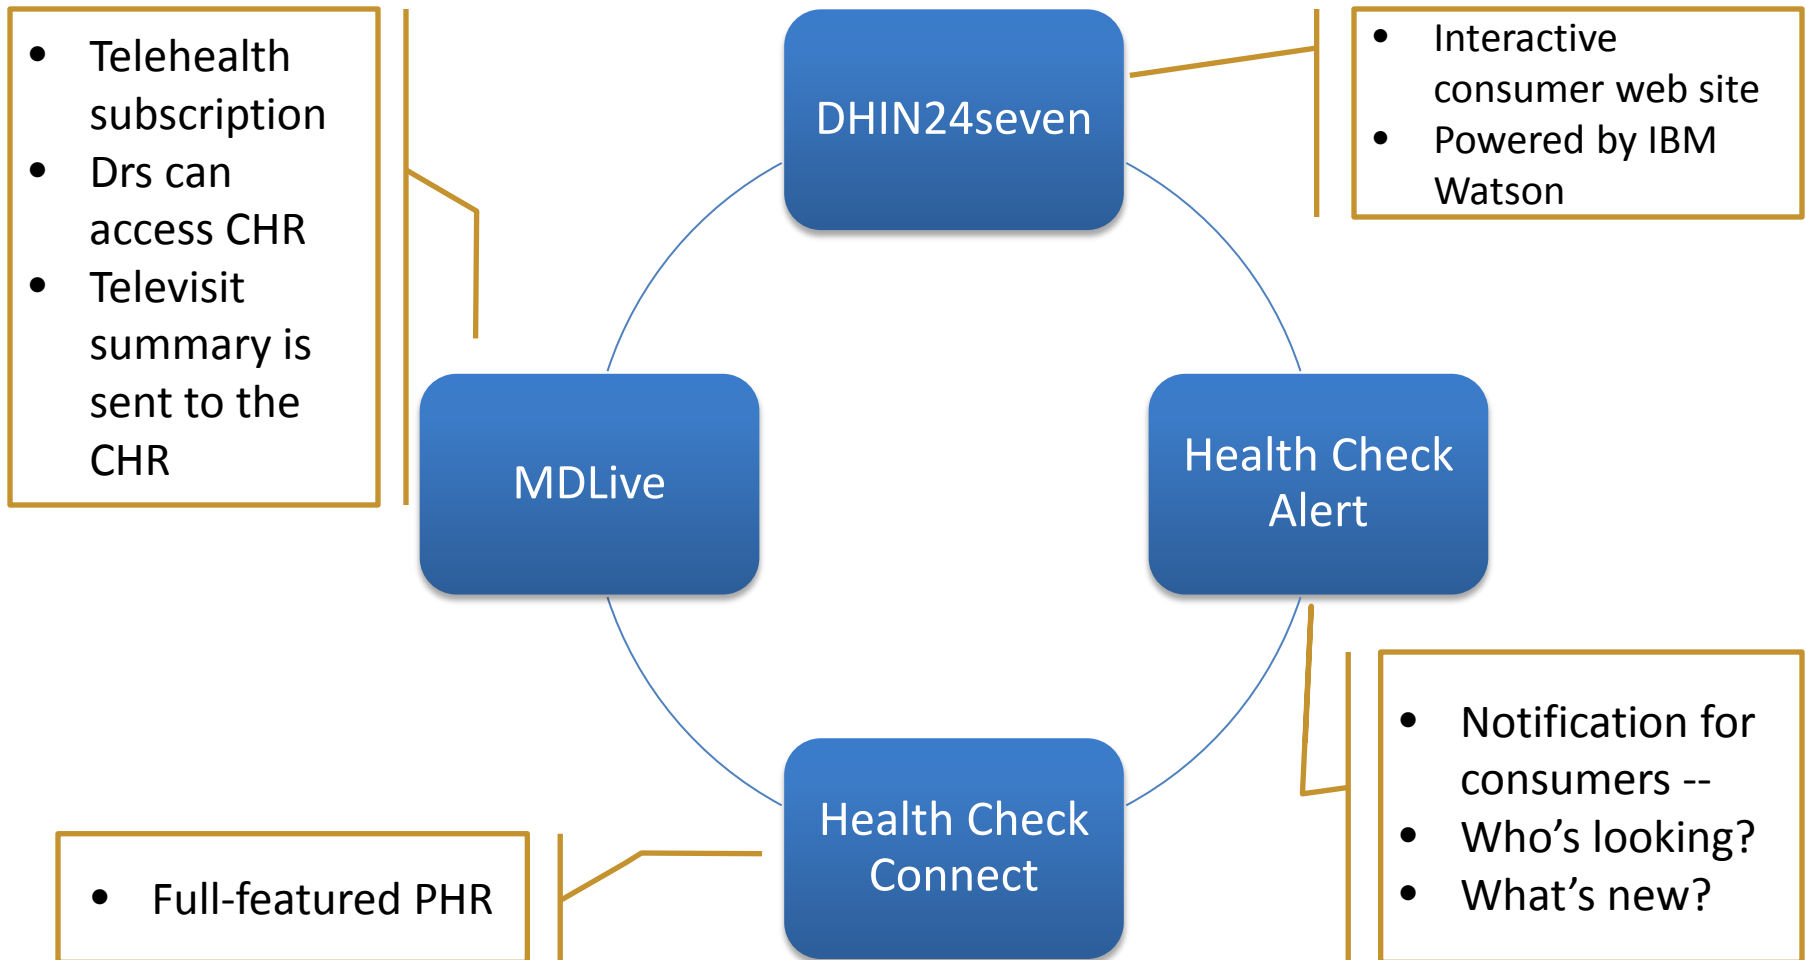 • Telehealth
subscription
• Drs can
access CHR
• Televisit
summary is
sent to the
CHR
DHIN24seven
• Interactive
consumer web site
• Powered by IBM
Watson
MDLive
Health Check
Alert
• Notification for
consumers --
• Who’s looking?
• What’s new?
Health Check
Connect
• Full-featured PHR